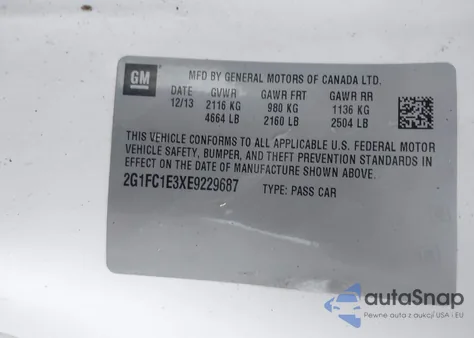 GM
MFD BY GENERAL MOTORS OF CANADA LTD.
DATE GVWR GAWR FRT GAWR RR
12/13 2116 KG 980 KG 1136 KG
4664 LB 2160 LB 2504 LB
THIS VEHICLE CONFORMS TO ALL APPLICABLE U.S. FEDERAL MOTOR
VEHICLE SAFETY, BUMPER, AND THEFT PREVENTION STANDARDS IN
EFFECT ON THE DATE OF MANUFACTURE SHOWN ABOVE.
2G1FC1E3XE9229687 TYPE: PASS CAR
autoSnap
Pewne auta z aukcji USA i EU